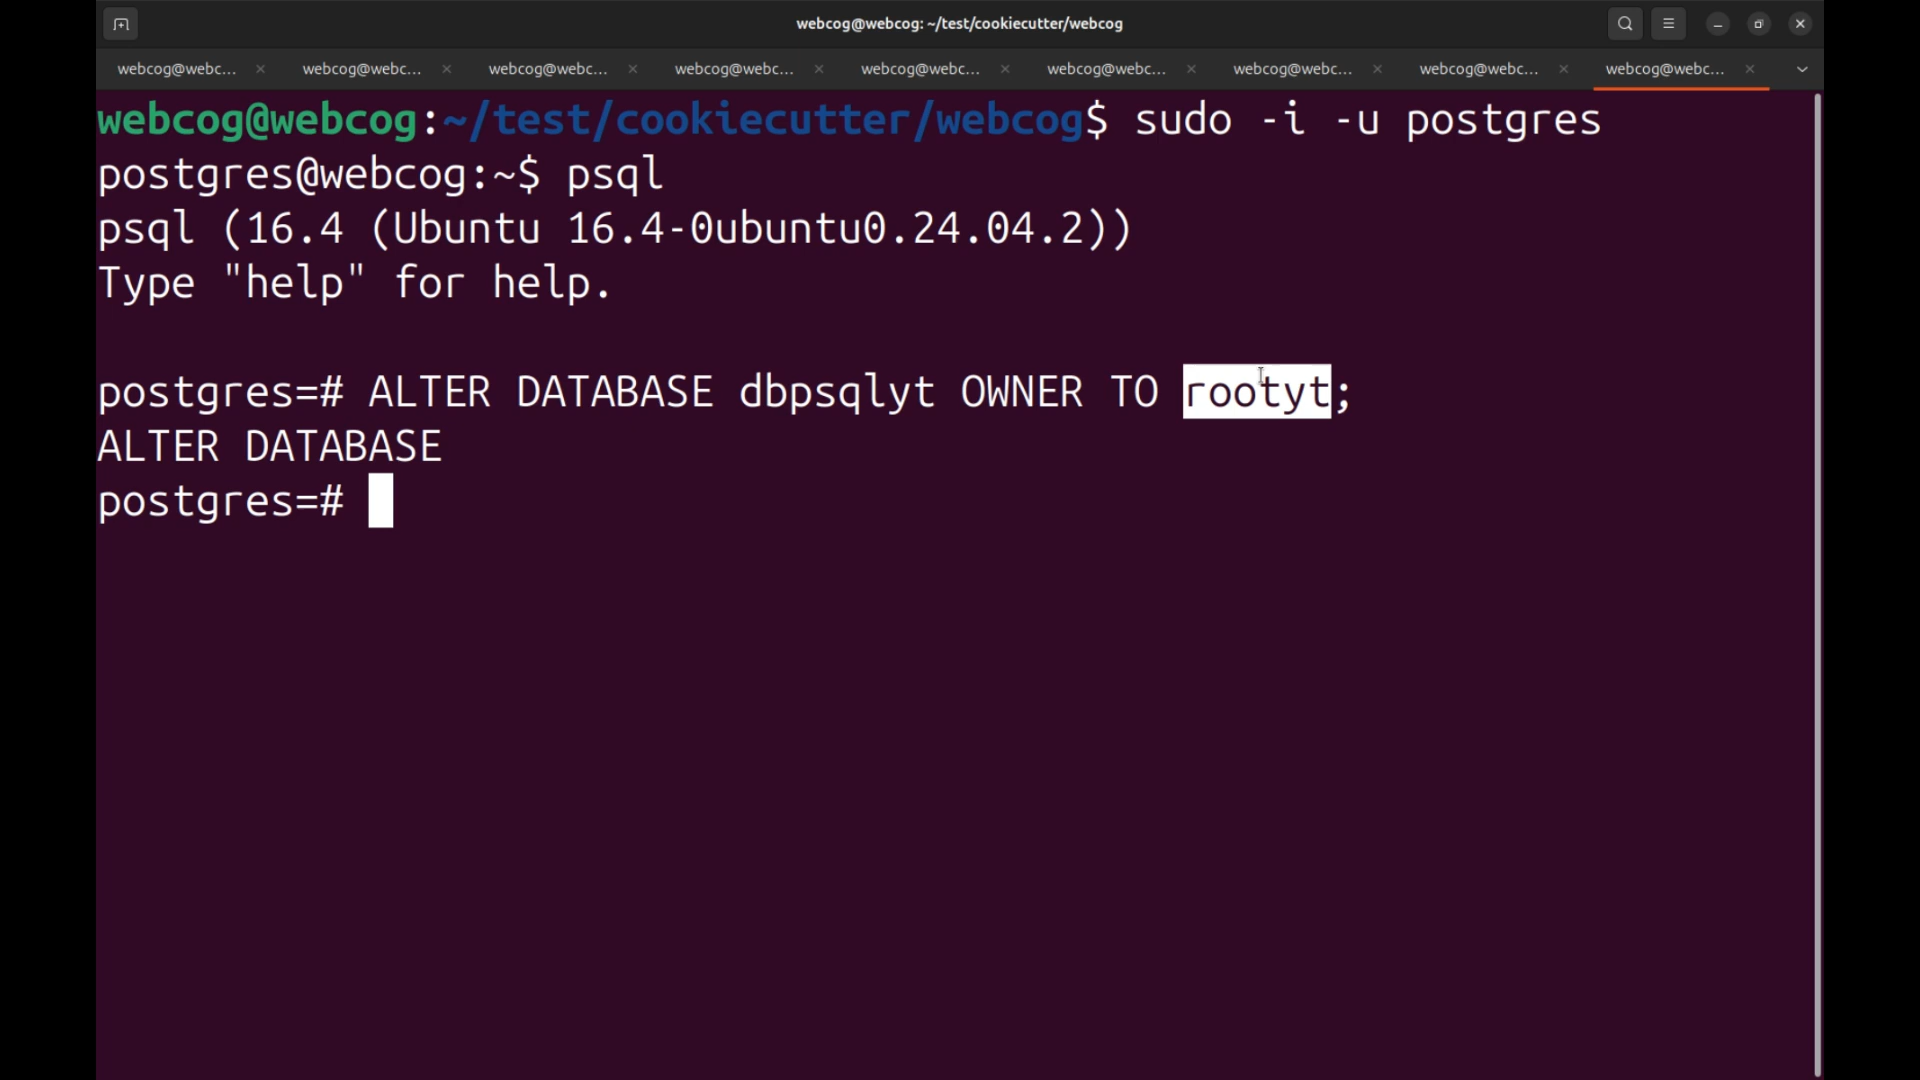 webcog@webcog: ~/test/cookiecutter/webcog
webcog@webc... webcog@webc... webcog@webc... webcog@webc... webcog@webc... webcog@webc... webcog@webc... webcog@webc... webcog@webc...
webcog@webcog:~/test/cookiecutter/webcog$ sudo -i -u postgres
postgres@webcog:~$ psql
psql (16.4 (Ubuntu 16.4-0ubuntu0.24.04.2))
Type "help" for help.
postgres=# ALTER DATABASE dbpsqlyt OWNER TO rootyt;
ALTER DATABASE
postgres=#